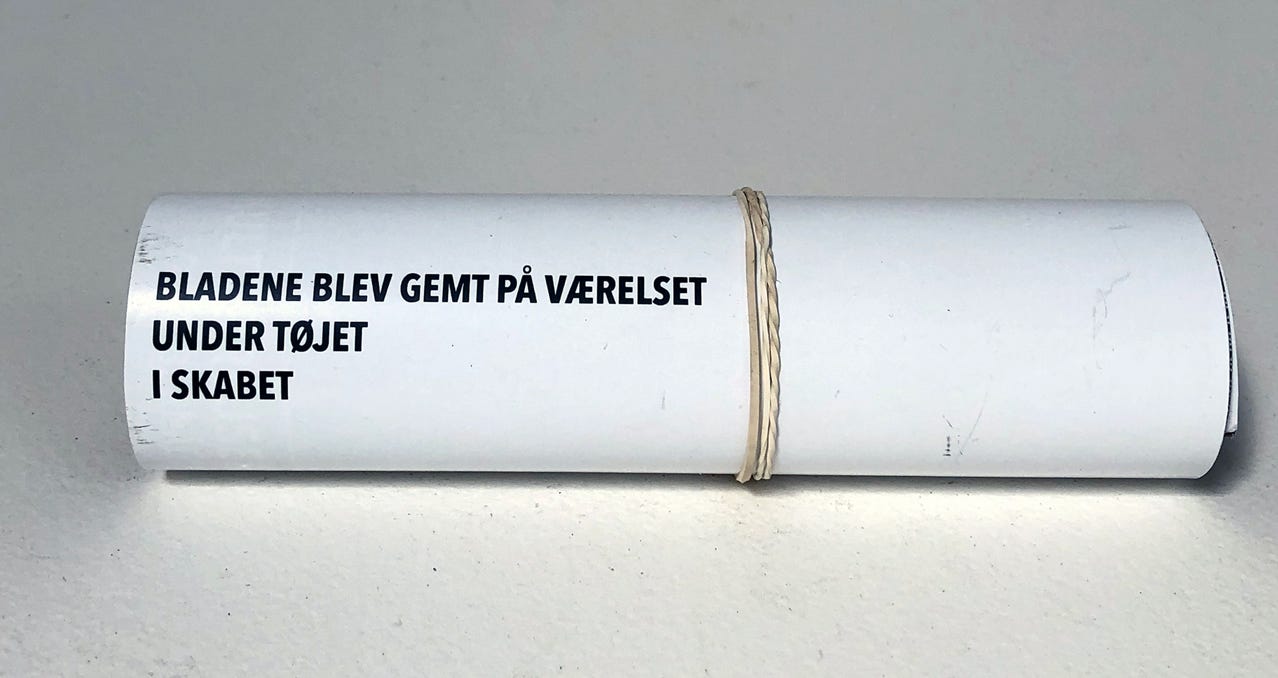 BLADENE BLEV GEMT PÅ VÆRELSET
UNDER TØJET
I SKABET